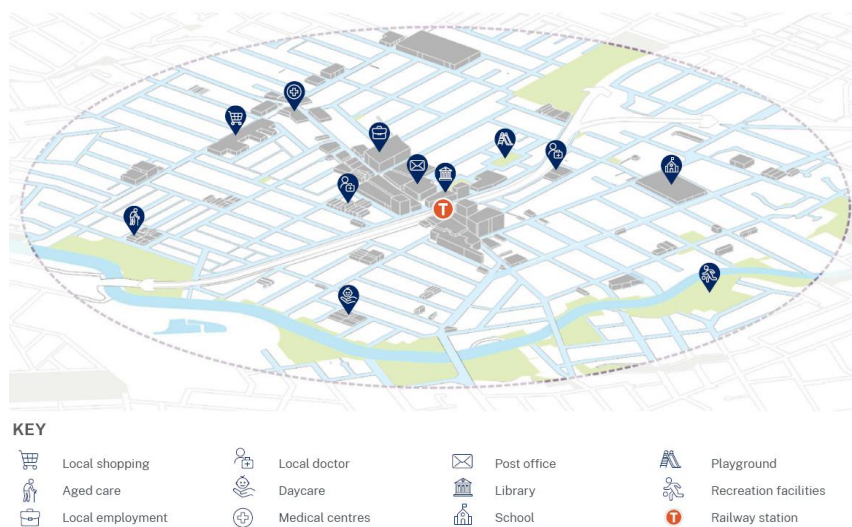 T
KEY
Local shopping
Local doctor
Post office
Playground
Aged care
Daycare
Library
Recreation facilities
Local employment
Medical centres
School
T
Railway station